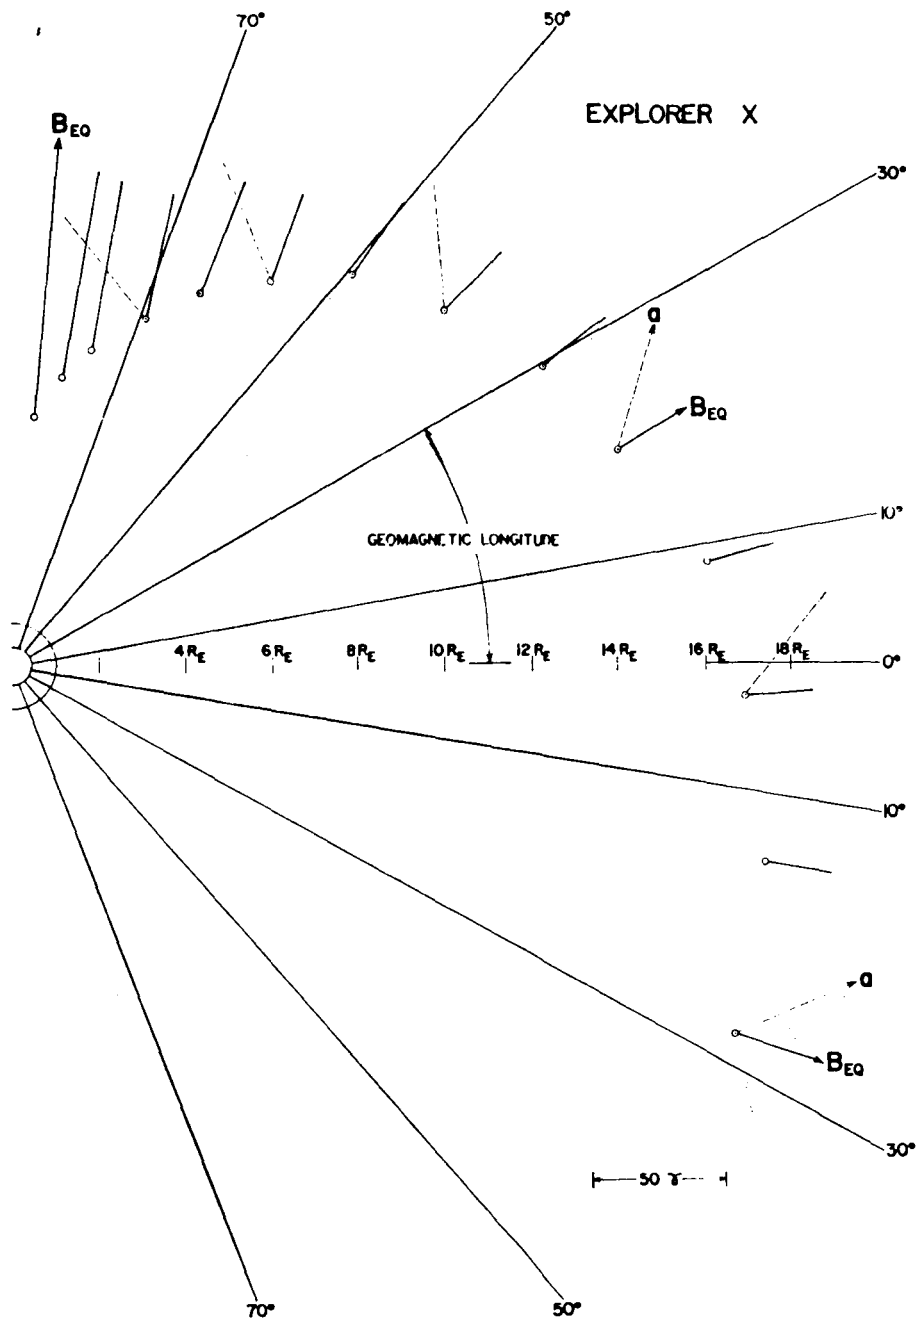 70°
50°
EXPLORER X
B_EQ
30°
a
B_EQ
10°
GEOMAGNETIC LONGITUDE
4 R_E
6 R_E
8 R_E
10 R_E
12 R_E
14 R_E
16 R_E
18 R_E
0°
10°
a
B_EQ
30°
50 γ
70°
50°